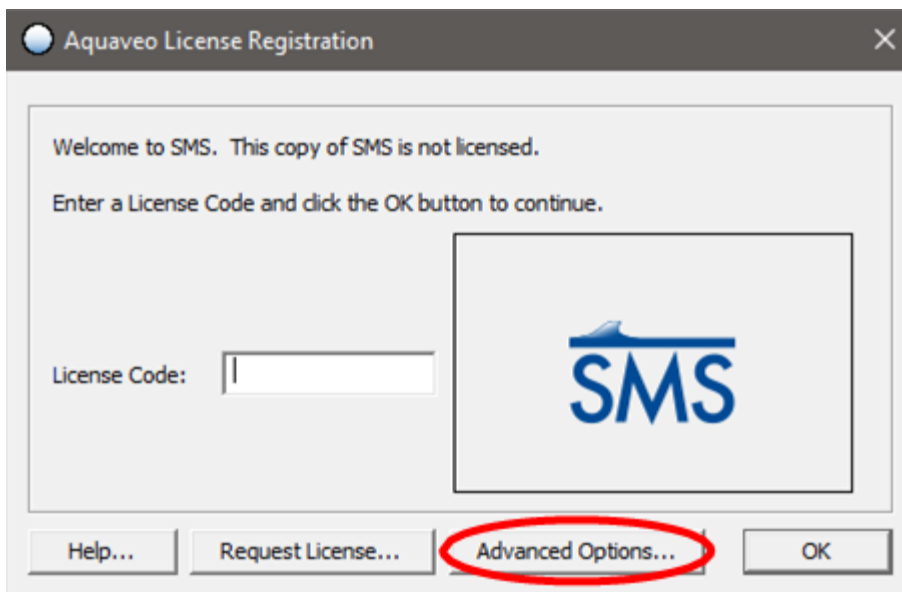 Aquaveo License Registration
Welcome to SMS. This copy of SMS is not licensed.
Enter a License Code and click the OK button to continue.
License Code:
SMS
Help...
Request License...
Advanced Options...
OK